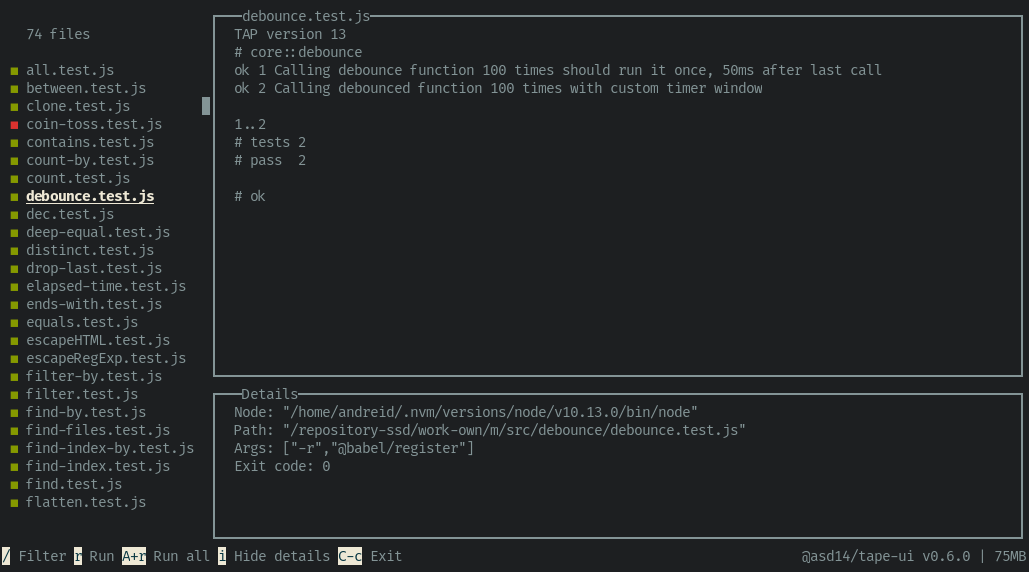 74 files
all.test.js
between.test.js
clone.test.js
coin-toss.test.js
contains.test.js
count-by.test.js
count.test.js
debounce.test.js
dec.test.js
deep-equal.test.js
distinct.test.js
drop-last.test.js
elapsed-time.test.js
ends-with.test.js
equals.test.js
escapeHTML.test.js
escapeRegExp.test.js
filter-by.test.js
filter.test.js
find-by.test.js
find-files.test.js
find-index-by.test.js
find-index.test.js
find.test.js
flatten.test.js
debounce.test.js
TAP version 13
# core::debounce
ok 1 Calling debounce function 100 times should run it once, 50ms after last call
ok 2 Calling debounced function 100 times with custom timer window
1..2
# tests 2
# pass  2
# ok
Details
Node: "/home/andreid/.nvm/versions/node/v10.13.0/bin/node"
Path: "/repository-ssd/work-own/m/src/debounce/debounce.test.js"
Args: ["-r","@babel/register"]
Exit code: 0
/ Filter r Run A+r Run all i Hide details C-c Exit
@asd14/tape-ui v0.6.0 | 75MB